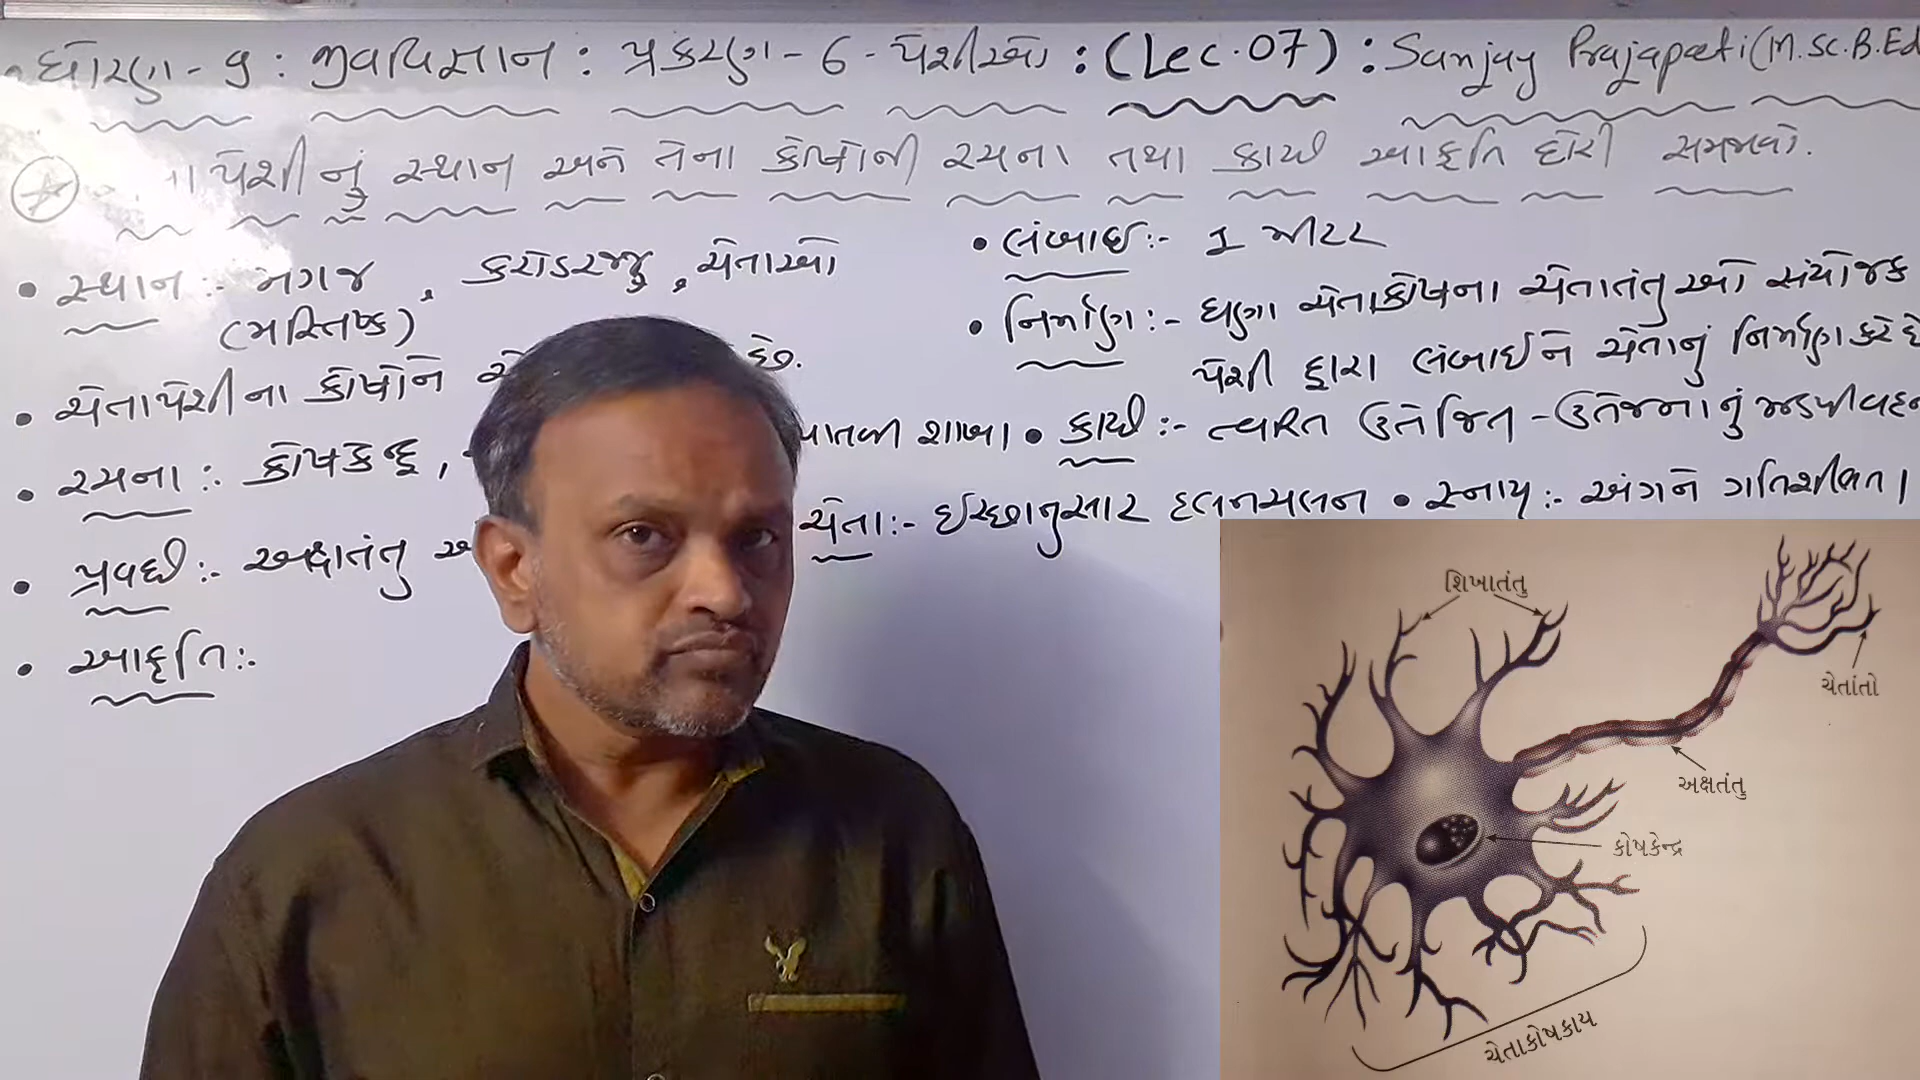 ધોરણ - ૭ : જીવવિજ્ઞાન : પ્રકરણ - 6 - પેશીઓ : (Lec. 07) : Sanjay Prajapati (M.Sc. B.Ed
પેશીનું સ્થાન અને તેના કોષોની રચના તથા કાર્ય આકૃતિ દોરી સમજાવો.
• સ્થાન :- મગજ, કરોડરજ્જુ, ચેતાઓ
(મસ્તિષ્ક)
• ચેતાપેશીના કોષોને છે.
• રચના :- કોષકેન્દ્ર, પાતળી શાખા
• પ્રવર્ધ :- અક્ષતંતુ
ચેતા :- ઈચ્છાનુસાર હલનચલન
• આકૃતિ :-
• લંબાઈ :- 1 મીટર
• નિર્માણ :- ઘણા ચેતાકોષના ચેતાતંતુઓ સંયોજક
પેશી દ્વારા લંબાઈને ચેતાનું નિર્માણ કરે છે
• કાર્ય :- ત્વરિત ઉત્તેજિત - ઉત્તેજનાનું ઝડપી વહન
• સ્નાયુ :- અંગને ગતિશીલતા
શિખાતંતુ
ચેતાંતો
અક્ષતંતુ
કોષકેન્દ્ર
ચેતાકોષકાય